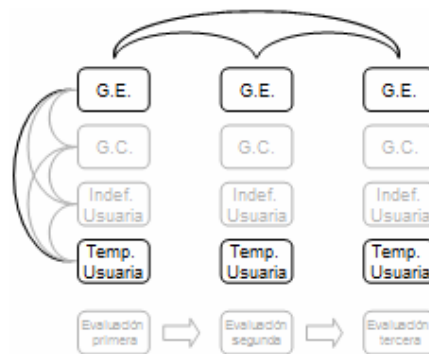 G.E. G.E. G.E.
G.C. G.C. G.C.
Indef. Indef. Indef.
Usuaria Usuaria Usuaria
Temp. Temp. Temp.
Usuaria Usuaria Usuaria
Evaluación Evaluación Evaluación
primera segunda tercera